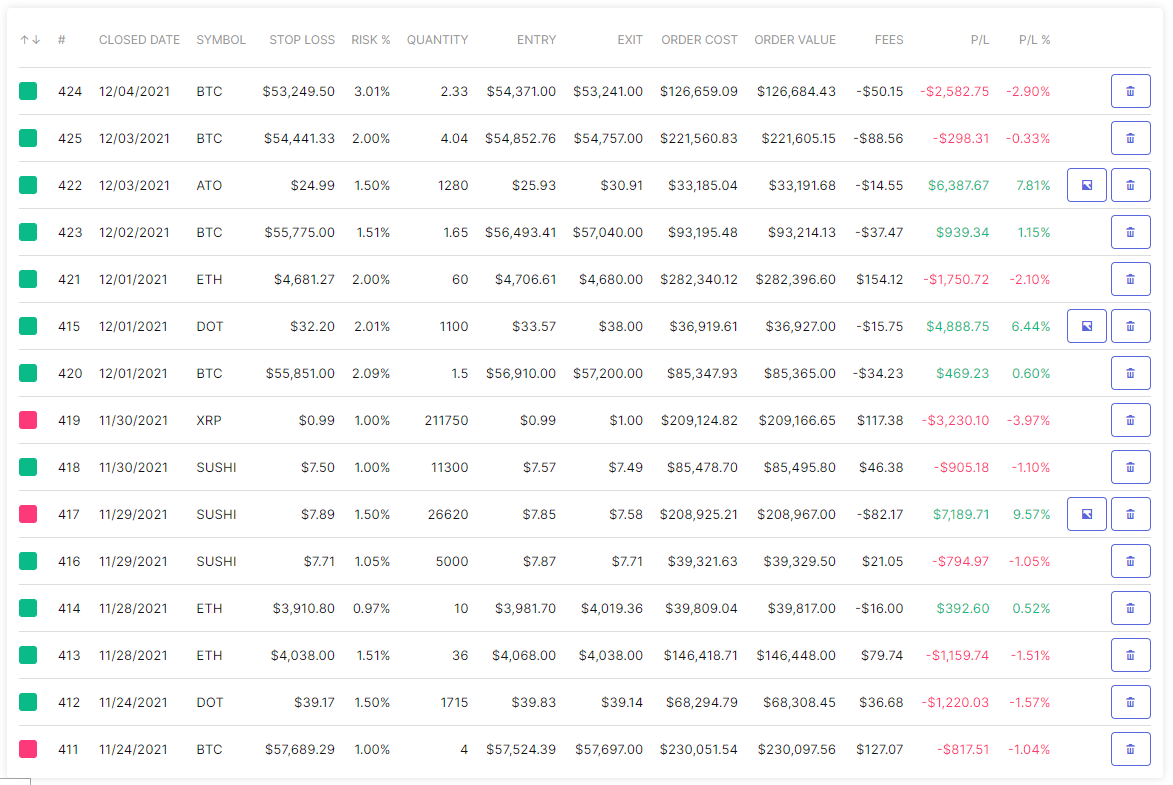 ↑↓ # CLOSED DATE SYMBOL STOP LOSS RISK % QUANTITY ENTRY EXIT ORDER COST ORDER VALUE FEES P/L P/L %
424 12/04/2021 BTC $53,249.50 3.01% 2.33 $54,371.00 $53,241.00 $126,659.09 $126,684.43 -$50.15 -$2,582.75 -2.90%
425 12/03/2021 BTC $54,441.33 2.00% 4.04 $54,852.76 $54,757.00 $221,560.83 $221,605.15 -$88.56 -$298.31 -0.33%
422 12/03/2021 ATO $24.99 1.50% 1280 $25.93 $30.91 $33,185.04 $33,191.68 -$14.55 $6,387.67 7.81%
423 12/02/2021 BTC $55,775.00 1.51% 1.65 $56,493.41 $57,040.00 $93,195.48 $93,214.13 -$37.47 $939.34 1.15%
421 12/01/2021 ETH $4,681.27 2.00% 60 $4,706.61 $4,680.00 $282,340.12 $282,396.60 $154.12 -$1,750.72 -2.10%
415 12/01/2021 DOT $32.20 2.01% 1100 $33.57 $38.00 $36,919.61 $36,927.00 -$15.75 $4,888.75 6.44%
420 12/01/2021 BTC $55,851.00 2.09% 1.5 $56,910.00 $57,200.00 $85,347.93 $85,365.00 -$34.23 $469.23 0.60%
419 11/30/2021 XRP $0.99 1.00% 211750 $0.99 $1.00 $209,124.82 $209,166.65 $117.38 -$3,230.10 -3.97%
418 11/30/2021 SUSHI $7.50 1.00% 11300 $7.57 $7.49 $85,478.70 $85,495.80 $46.38 -$905.18 -1.10%
417 11/29/2021 SUSHI $7.89 1.50% 26620 $7.85 $7.58 $208,925.21 $208,967.00 -$82.17 $7,189.71 9.57%
416 11/29/2021 SUSHI $7.71 1.05% 5000 $7.87 $7.71 $39,321.63 $39,329.50 $21.05 -$794.97 -1.05%
414 11/28/2021 ETH $3,910.80 0.97% 10 $3,981.70 $4,019.36 $39,809.04 $39,817.00 -$16.00 $392.60 0.52%
413 11/28/2021 ETH $4,038.00 1.51% 36 $4,068.00 $4,038.00 $146,418.71 $146,448.00 $79.74 -$1,159.74 -1.51%
412 11/24/2021 DOT $39.17 1.50% 1715 $39.83 $39.14 $68,294.79 $68,308.45 $36.68 -$1,220.03 -1.57%
411 11/24/2021 BTC $57,689.29 1.00% 4 $57,524.39 $57,697.00 $230,051.54 $230,097.56 $127.07 -$817.51 -1.04%